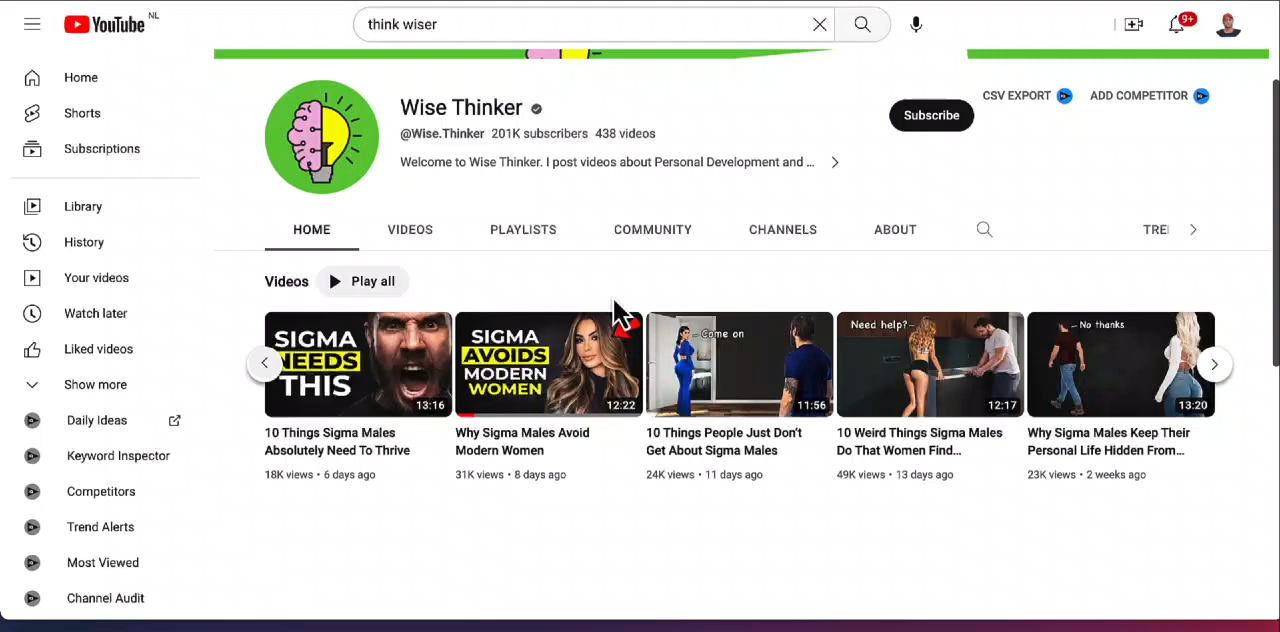 YouTube NL
think wiser
9+
Home
Shorts
Subscriptions
Library
History
Your videos
Watch later
Liked videos
Show more
Daily Ideas
Keyword Inspector
Competitors
Trend Alerts
Most Viewed
Channel Audit
Wise Thinker
@Wise.Thinker 201K subscribers 438 videos
Welcome to Wise Thinker. I post videos about Personal Development and ...
Subscribe
CSV EXPORT
ADD COMPETITOR
HOME VIDEOS PLAYLISTS COMMUNITY CHANNELS ABOUT TRE
Videos Play all
SIGMA
NEEDS
THIS
13:16
10 Things Sigma Males
Absolutely Need To Thrive
18K views • 6 days ago
SIGMA
AVOIDS
MODERN
WOMEN
12:22
Why Sigma Males Avoid
Modern Women
31K views • 8 days ago
Come on
11:56
10 Things People Just Don't
Get About Sigma Males
24K views • 11 days ago
Need help?
12:17
10 Weird Things Sigma Males
Do That Women Find...
49K views • 13 days ago
No thanks
13:20
Why Sigma Males Keep Their
Personal Life Hidden From...
23K views • 2 weeks ago